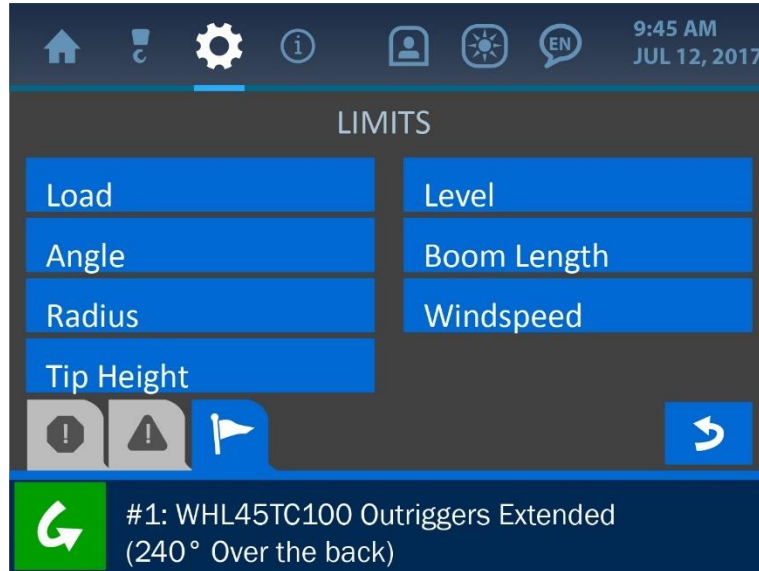 EN
9:45 AM
JUL 12, 2017
LIMITS
Load
Level
Angle
Boom Length
Radius
Windspeed
Tip Height
#1: WHL45TC100 Outriggers Extended
(240° Over the back)